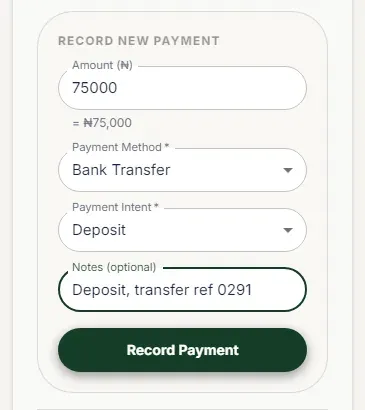 RECORD NEW PAYMENT
Amount (₦)
75000
= ₦75,000
Payment Method *
Bank Transfer
Payment Intent *
Deposit
Notes (optional)
Deposit, transfer ref 0291
Record Payment